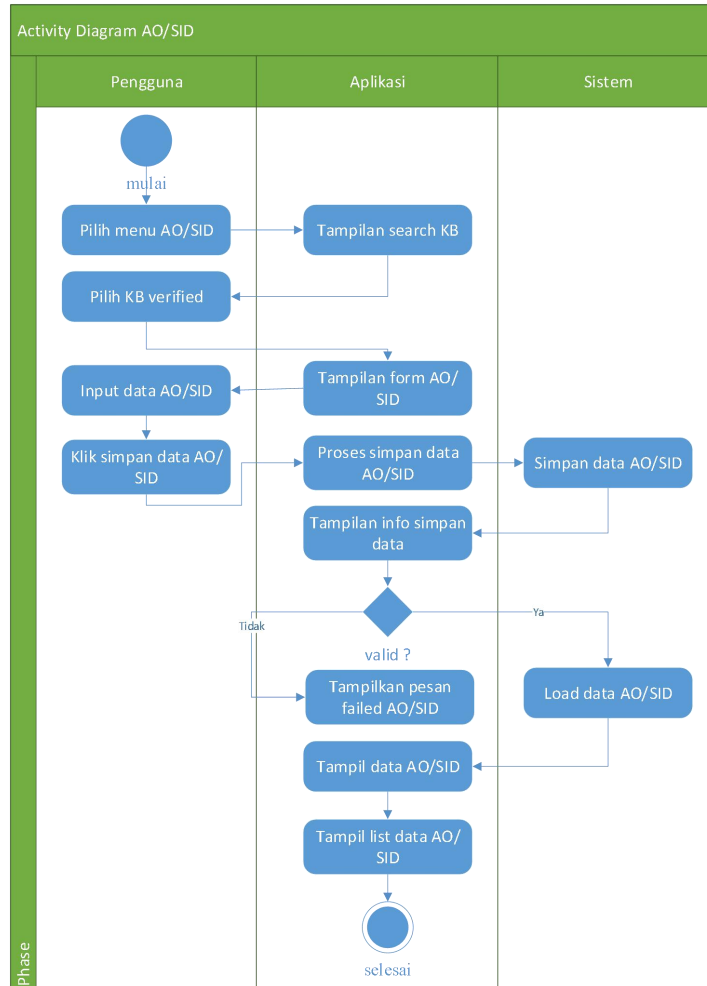 Activity Diagram AO/SID
Pengguna
Aplikasi
Sistem
mulai
Pilih menu AO/SID
Tampilan search KB
Pilih KB verified
Input data AO/SID
Tampilan form AO/
SID
Klik simpan data AO/
SID
Proses simpan data
AO/SID
Simpan data AO/SID
Tampilan info simpan
data
Tidak
Ya
valid ?
Tampilkan pesan
failed AO/SID
Load data AO/SID
Tampil data AO/SID
Tampil list data AO/
SID
selesai
Phase